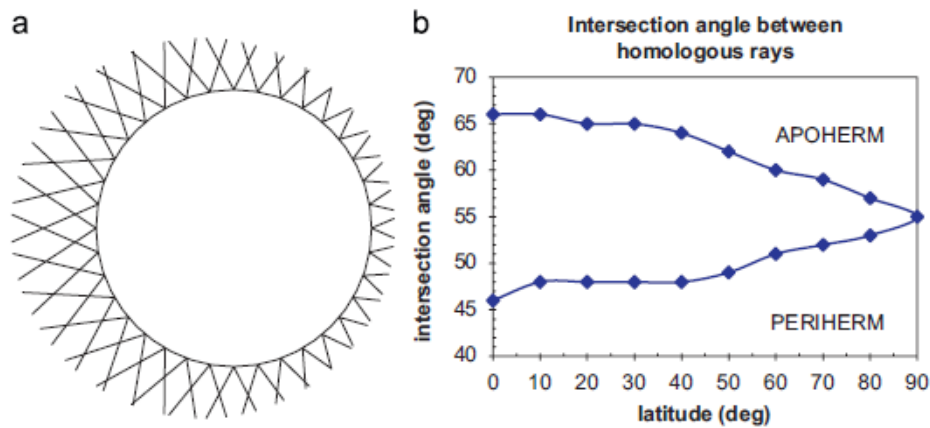 a
b
Intersection angle between
homologous rays
intersection angle (deg)
70
65
60
55
50
45
40
APOHERM
PERIHERM
0 10 20 30 40 50 60 70 80 90
latitude (deg)